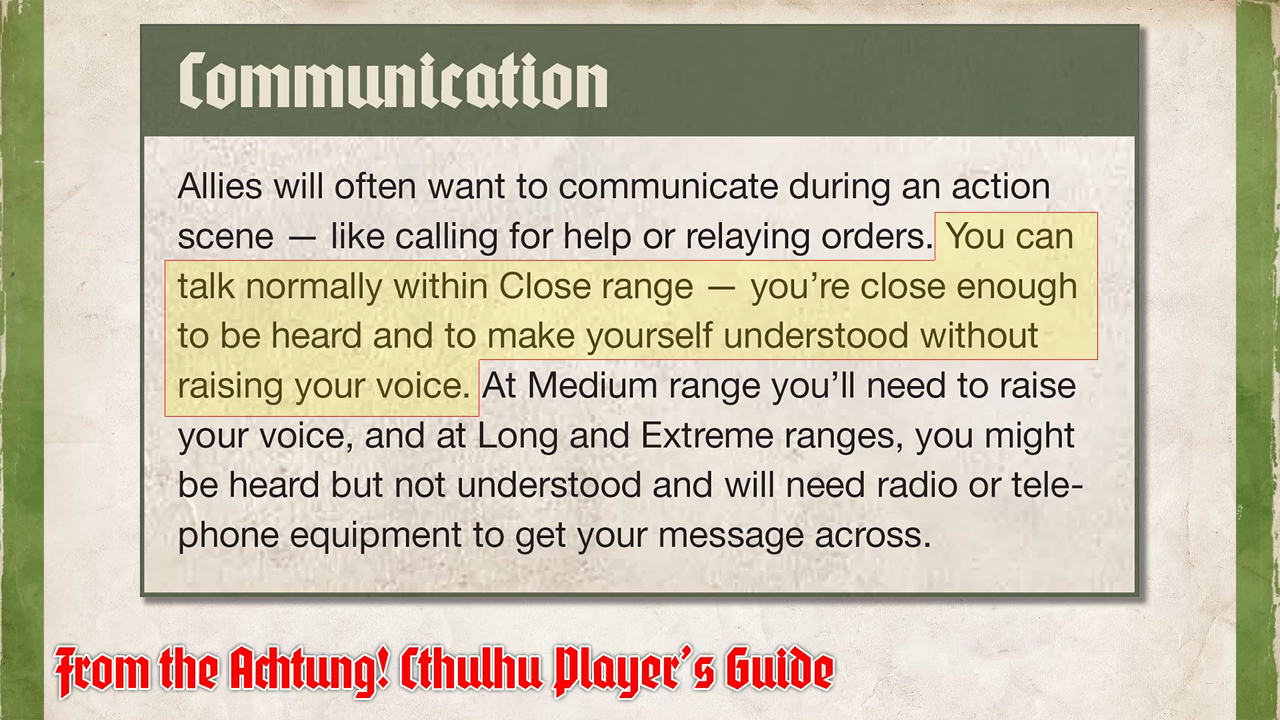 Communication
Allies will often want to communicate during an action
scene — like calling for help or relaying orders. You can
talk normally within Close range — you’re close enough
to be heard and to make yourself understood without
raising your voice. At Medium range you’ll need to raise
your voice, and at Long and Extreme ranges, you might
be heard but not understood and will need radio or tele-
phone equipment to get your message across.
From the Achtung! Cthulhu Player’s Guide